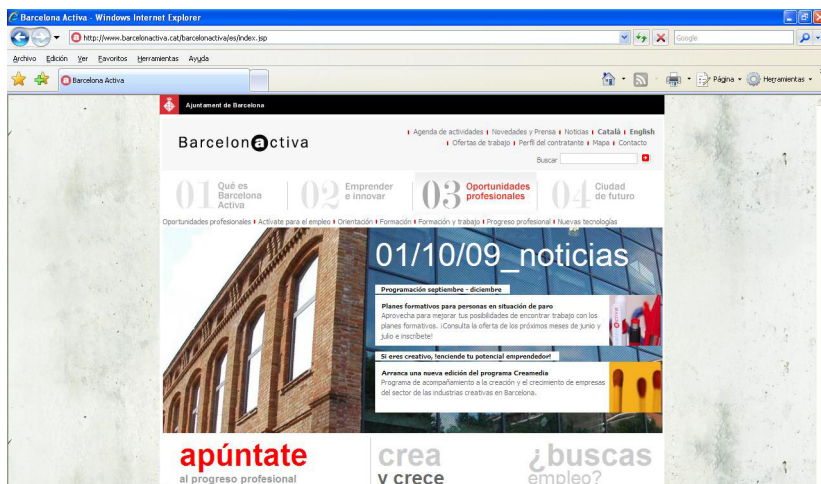 Barcelona Activa - Windows Internet Explorer
http://www.barcelonactiva.cat/barcelonactiva/es/index.jsp
Google
Archivo Edición Ver Favoritos Herramientas Ayuda
Barcelona Activa
Página Herramientas
Ajuntament de Barcelona
Barcelonactiva
Agenda de actividades Novedades y Prensa Noticias Català English
Ofertas de trabajo Perfil del contratante Mapa Contacto
Buscar
01 Qué es Barcelona Activa
02 Emprender e innovar
03 Oportunidades profesionales
04 Ciudad de futuro
Oportunidades profesionales Actívate para el empleo Orientación Formación Formación y trabajo Progreso profesional Nuevas tecnologías
01/10/09_noticias
Programación septiembre - diciembre
Planes formativos para personas en situación de paro
Aprovecha para mejorar tus posibilidades de encontrar trabajo con los
planes formativos. ¡Consulta la oferta de los próximos meses de junio y
julio e inscríbete!
Si eres creativo, !enciende tu potencial emprendedor!
Arranca una nueva edición del programa Creamedia
Programa de acompañamiento a la creación y el crecimiento de empresas
del sector de las industrias creativas en Barcelona.
apúntate
al progreso profesional
crea
y crece
¿buscas
empleo?